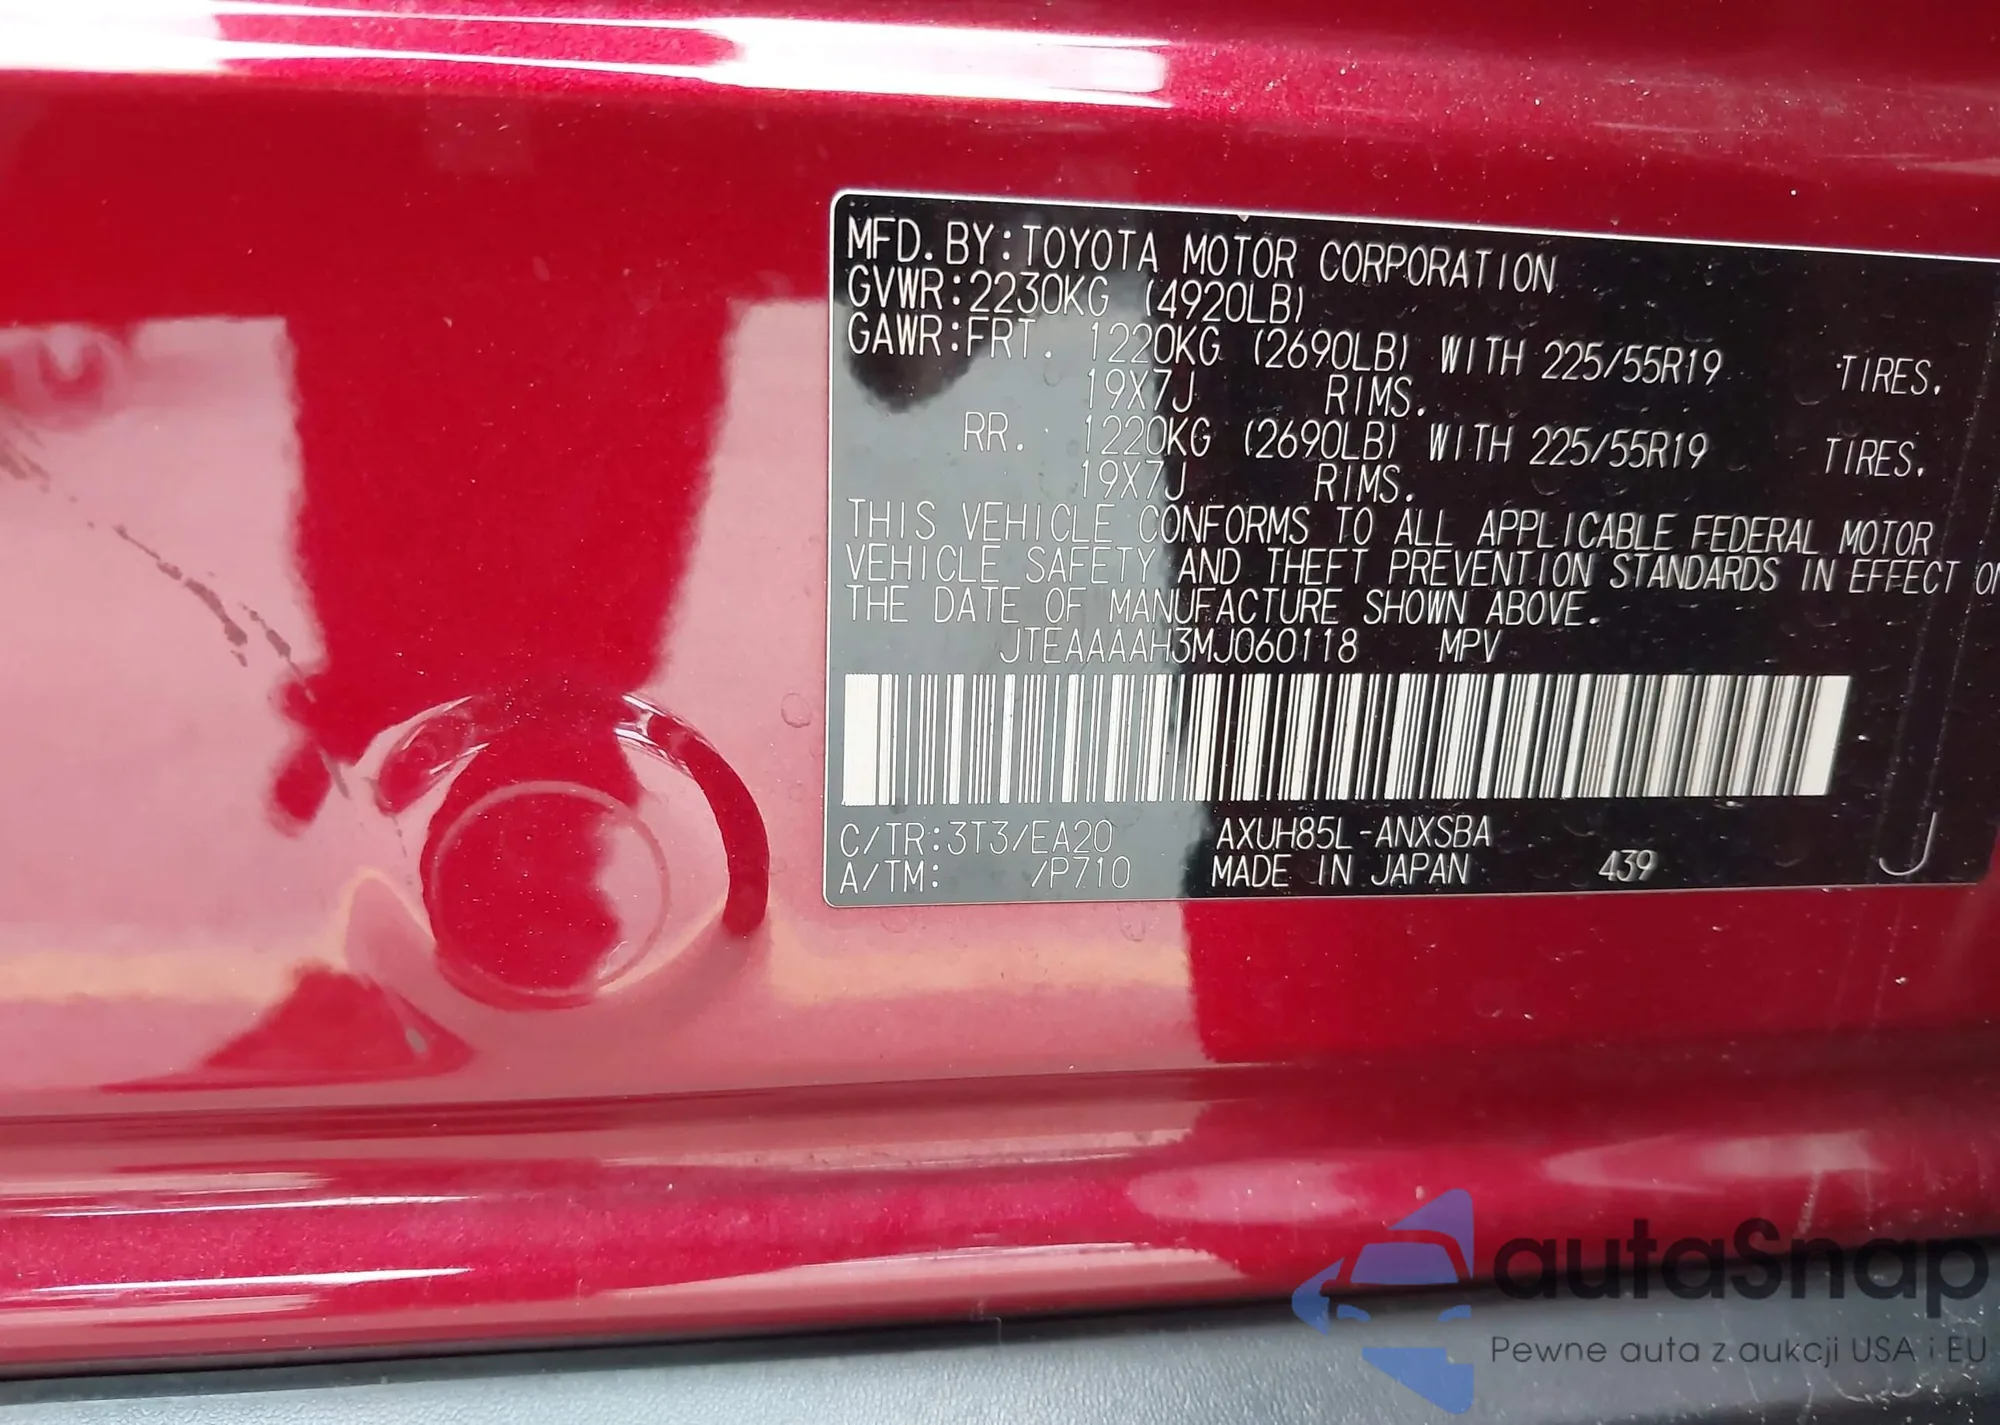 MFD. BY:TOYOTA MOTOR CORPORATION
GVWR:2230KG (4920LB)
GAWR:FRT. 1220KG (2690LB) WITH 225/55R19 TIRES.
19X7J RIMS.
RR. 1220KG (2690LB) WITH 225/55R19 TIRES.
19X7J RIMS.
THIS VEHICLE CONFORMS TO ALL APPLICABLE FEDERAL MOTOR
VEHICLE SAFETY AND THEFT PREVENTION STANDARDS IN EFFECT ON
THE DATE OF MANUFACTURE SHOWN ABOVE.
JTEAAAAH3MJ060118 MPV
C/TR:3T3/EA20 AXUH85L-ANXSBA
A/TM: /P710 MADE IN JAPAN 439 J
autaSnap
Pewne auta z aukcji USA i EU